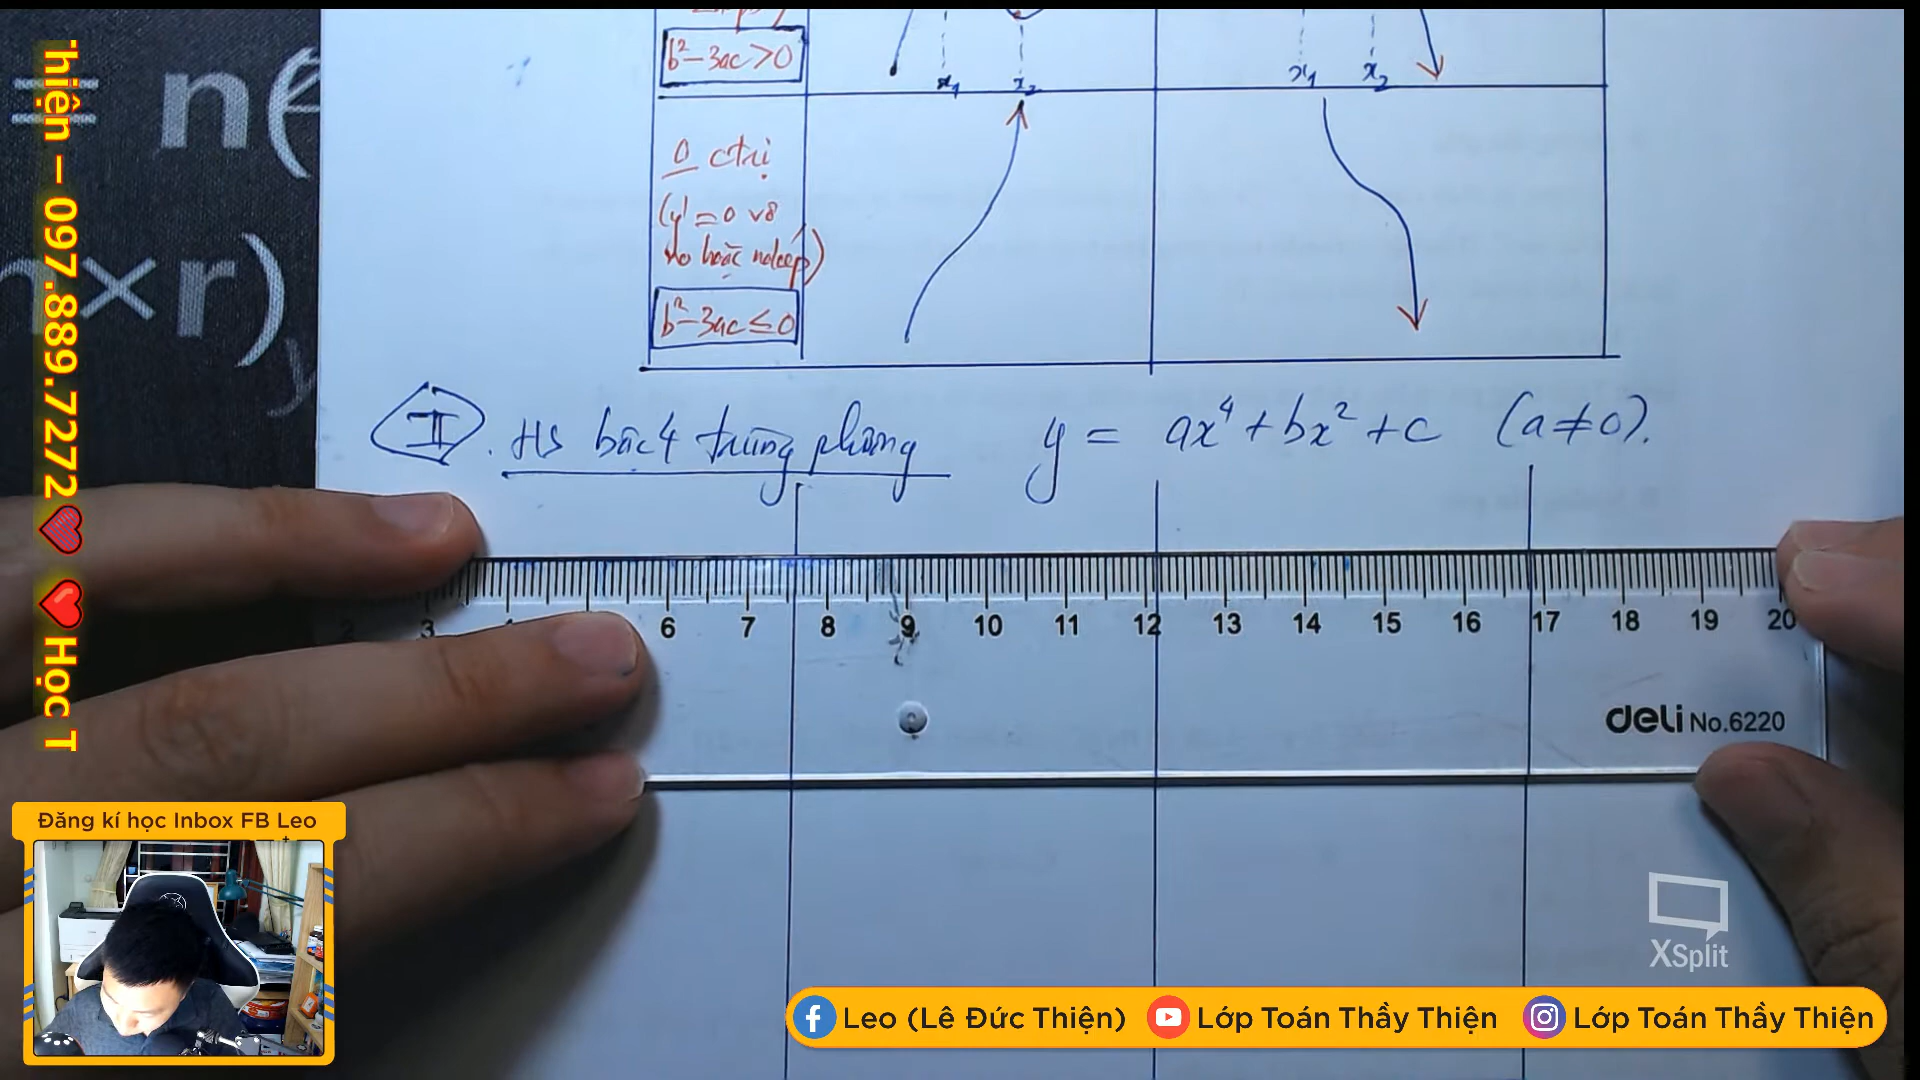 b²-3ac>0
x₁
x₂
x₁
x₂
0 ctrị
(y'=0 vô
no hoặc nokép)
b²-3ac≤0
II. HS bậc 4 trùng phương y = ax⁴+bx²+c (a≠0).
3 6 7 8 9 10 11 12 13 14 15 16 17 18 19 20
deli No.6220
= n(
n×r)
hiện – 097.889.7272 ❤ ❤ Học T
Đăng kí học Inbox FB Leo
XSplit
Leo (Lê Đức Thiện)
Lớp Toán Thầy Thiện
Lớp Toán Thầy Thiện